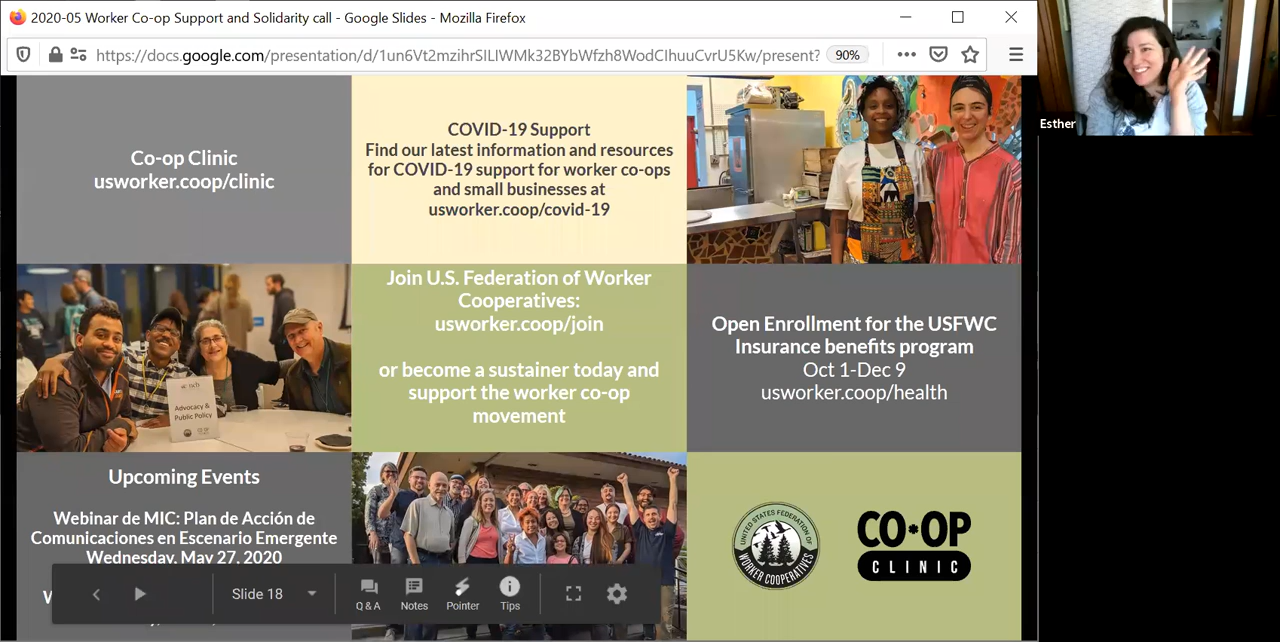 2020-05 Worker Co-op Support and Solidarity call - Google Slides - Mozilla Firefox
https://docs.google.com/presentation/d/1un6Vt2mzihrSILIWMk32BYbWfzh8WodCIhuuCvrU5Kw/present?
90%
Esther
Co-op Clinic
usworker.coop/clinic
COVID-19 Support
Find our latest information and resources
for COVID-19 support for worker co-ops
and small businesses at
usworker.coop/covid-19
Advocacy &
Public Policy
Join U.S. Federation of Worker
Cooperatives:
usworker.coop/join
or become a sustainer today and
support the worker co-op
movement
Open Enrollment for the USFWC
Insurance benefits program
Oct 1-Dec 9
usworker.coop/health
Upcoming Events
Webinar de MIC: Plan de Acción de
Comunicaciones en Escenario Emergente
Wednesday, May 27, 2020
UNITED STATES FEDERATION OF
WORKER COOPERATIVES
CO-OP
CLINIC
Slide 18
Q & A
Notes
Pointer
Tips